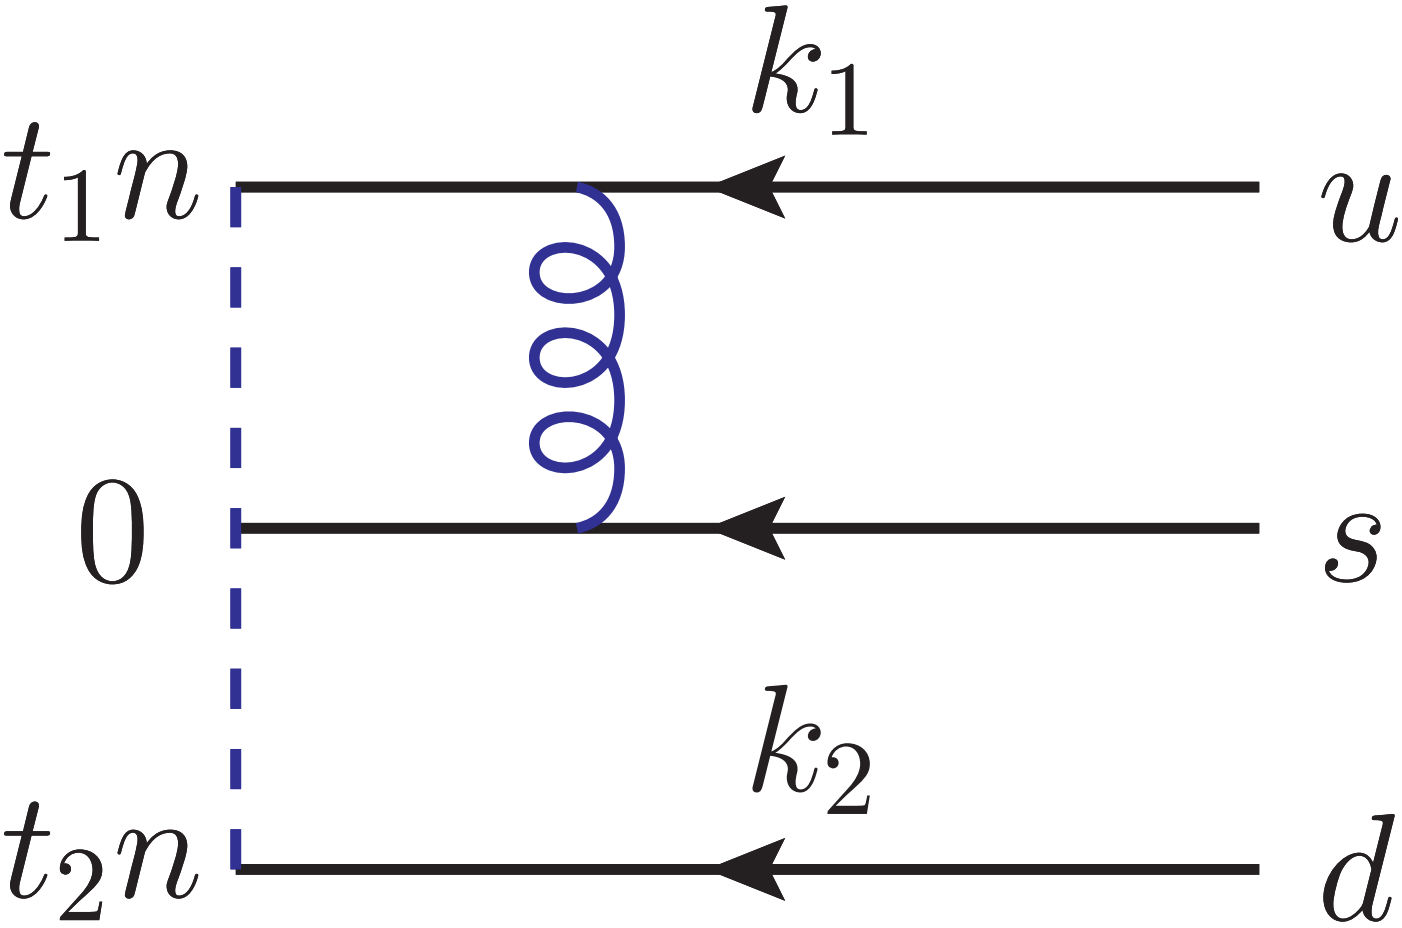 k₁
t₁n u
0 s
k₂
t₂n d